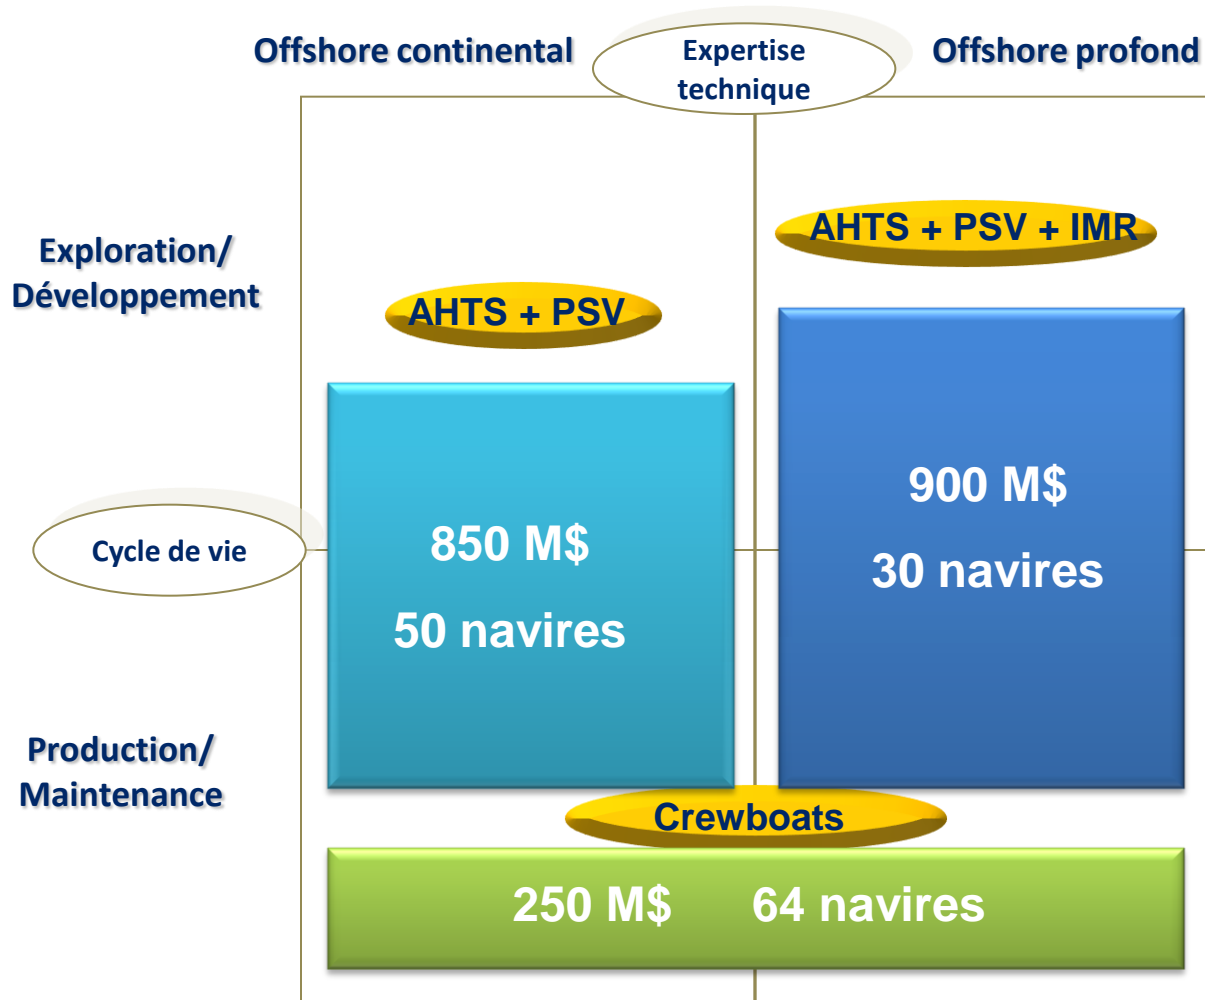 Offshore continental
Expertise
technique
Offshore profond
Exploration/
Développement
AHTS + PSV
AHTS + PSV + IMR
Cycle de vie
850 M$
50 navires
900 M$
30 navires
Production/
Maintenance
Crewboats
250 M$ 64 navires